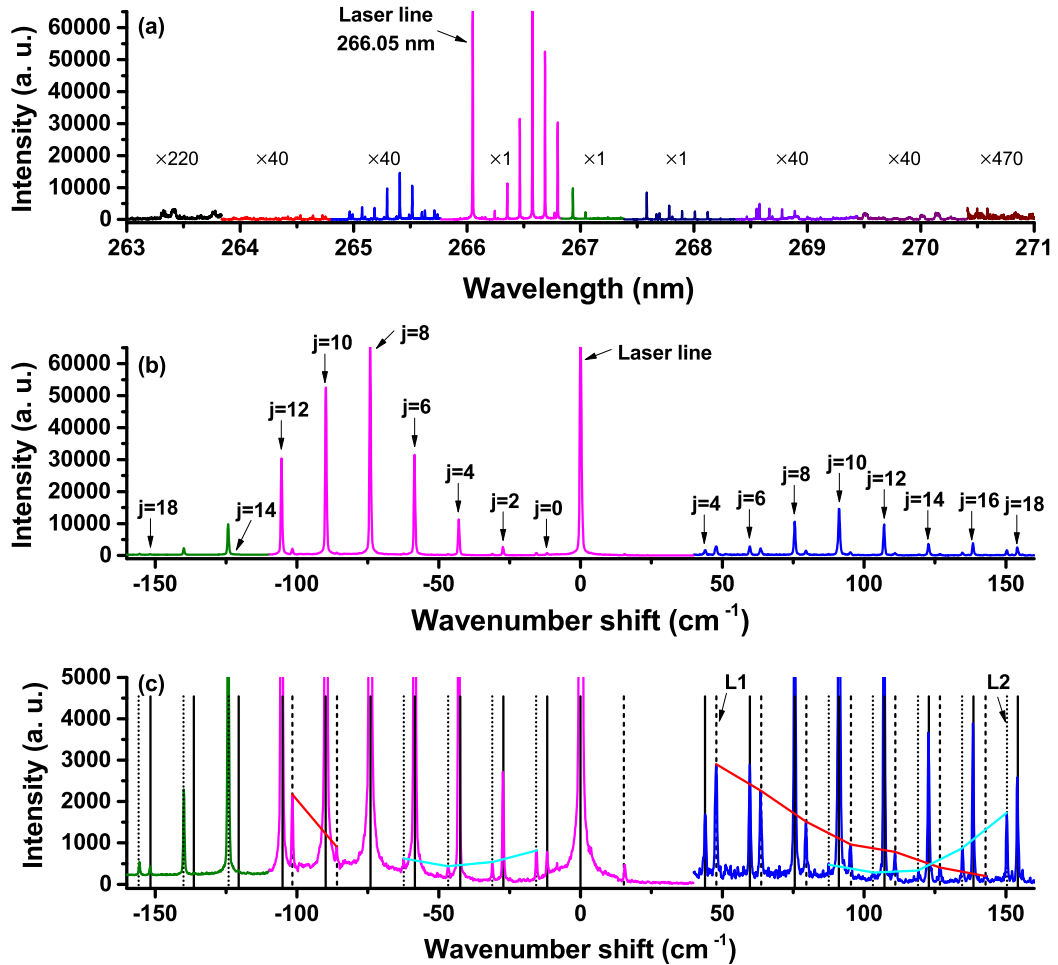 (a)
Laser line
266.05 nm
Intensity (a. u.)
60000
50000
40000
30000
20000
10000
0
×220
×40
×40
×1
×1
×1
×40
×40
×470
263 264 265 266 267 268 269 270 271
Wavelength (nm)
(b)
Intensity (a. u.)
60000
50000
40000
30000
20000
10000
0
j=18
j=14
j=12
j=10
j=8
j=6
j=4
j=2
j=0
Laser line
j=4
j=6
j=8
j=10
j=12
j=14
j=16
j=18
-150 -100 -50 0 50 100 150
Wavenumber shift (cm⁻¹)
(c)
Intensity (a. u.)
5000
4000
3000
2000
1000
0
L1
L2
-150 -100 -50 0 50 100 150
Wavenumber shift (cm⁻¹)